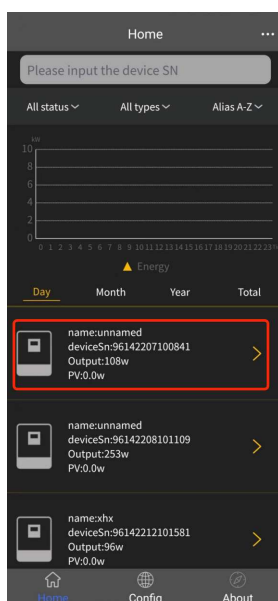 Home
...
Please input the device SN
All status All types Alias A-Z
kw
10
8
6
4
2
0
0 1 2 3 4 5 6 7 8 9 10 11 12 13 14 15 16 17 18 19 20 21 22 23
Energy
Day Month Year Total
name:unnamed
deviceSn:96142207100841
Output:108w
PV:0.0w
name:unnamed
deviceSn:96142208101109
Output:253w
PV:0.0w
name:xhx
deviceSn:96142212101581
Output:96w
PV:0.0w
Home Config About